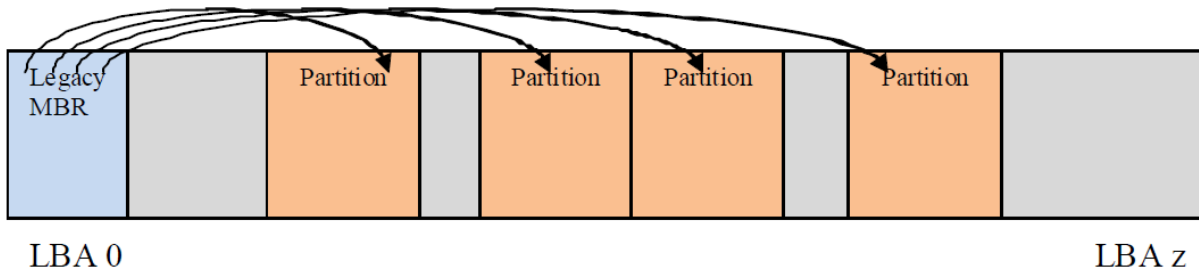 Legacy
MBR
Partition
Partition
Partition
Partition
LBA 0
LBA z